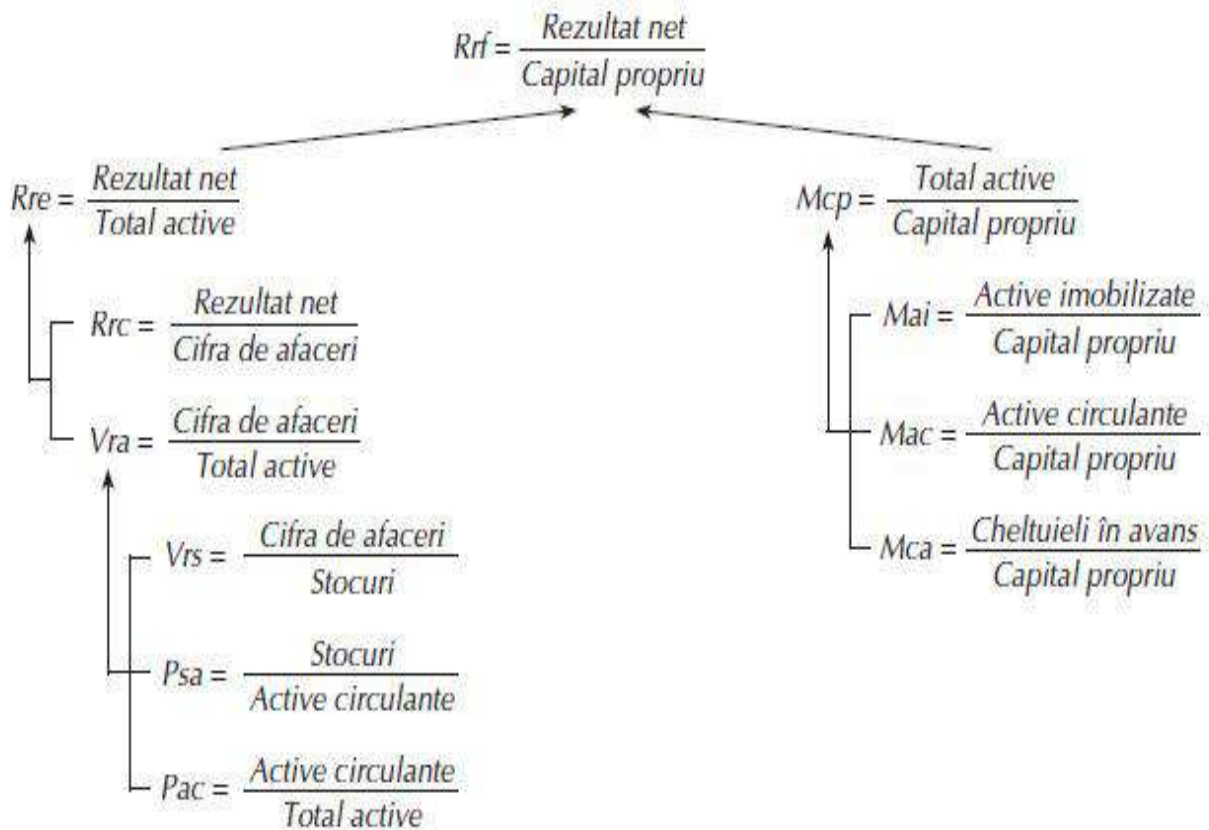 Rrf = Rezultat net / Capital propriu
Rre = Rezultat net / Total active
Mcp = Total active / Capital propriu
Rrc = Rezultat net / Cifra de afaceri
Mai = Active imobilizate / Capital propriu
Vra = Cifra de afaceri / Total active
Mac = Active circulante / Capital propriu
Vrs = Cifra de afaceri / Stocuri
Mca = Cheltuieli în avans / Capital propriu
Psa = Stocuri / Active circulante
Pac = Active circulante / Total active